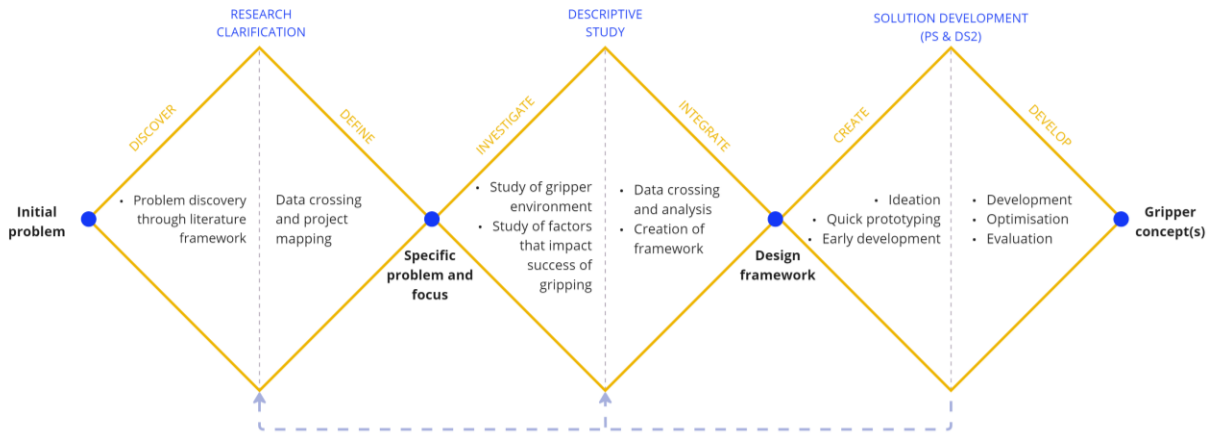 RESEARCH
CLARIFICATION
DESCRIPTIVE
STUDY
SOLUTION DEVELOPMENT
(PS & DS2)
DISCOVER
DEFINE
INVESTIGATE
INTEGRATE
CREATE
DEVELOP
Initial
problem
• Problem discovery
through literature
framework
Data crossing
and project
mapping
Specific
problem and
focus
• Study of gripper
environment
• Study of factors
that impact
success of
gripping
• Data crossing
and analysis
• Creation of
framework
Design
framework
• Ideation
• Quick prototyping
• Early development
• Development
• Optimisation
• Evaluation
Gripper
concept(s)